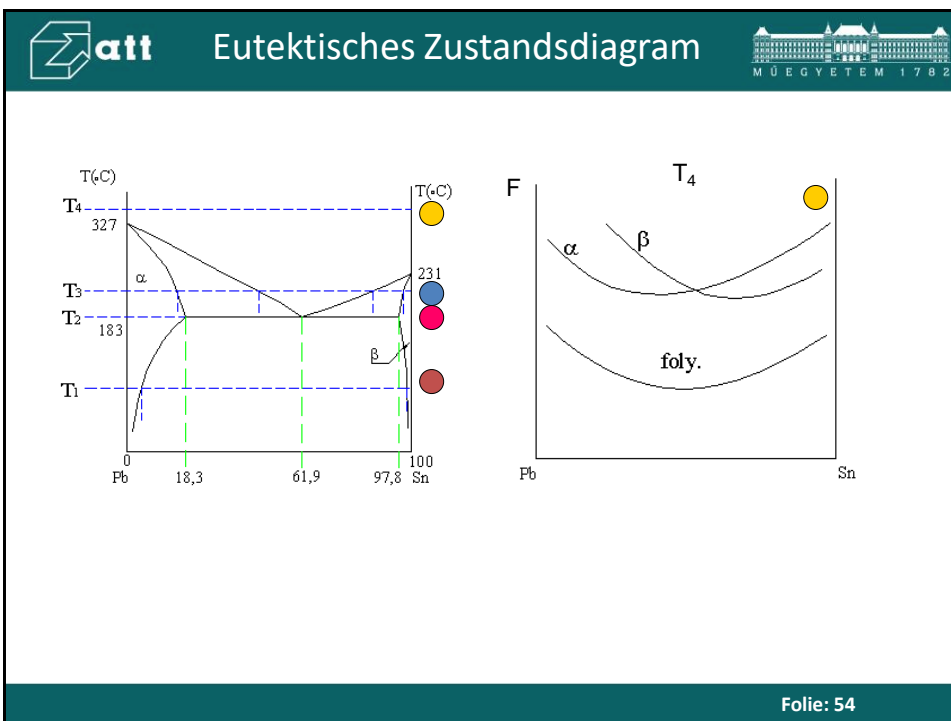 att
Eutektisches Zustandsdiagram
MŰEGYETEM 1782
T(∘C)
T(∘C)
T4
327
231
α
T3
T2
183
β
T1
0
100
Pb
18,3
61,9
97,8
Sn
F
T4
α
β
foly.
Pb
Sn
Folie: 54